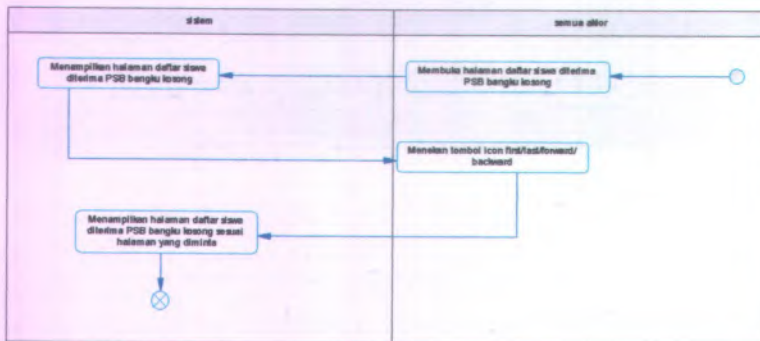 sistem
semua aktor
Menampilkan halaman daftar siswa
diterima PSB bangku kosong
Membuka halaman daftar siswa diterima
PSB bangku kosong
Menekan tombol icon first/last/forward/
backward
Menampilkan halaman daftar siswa
diterima PSB bangku kosong sesuai
halaman yang diminta